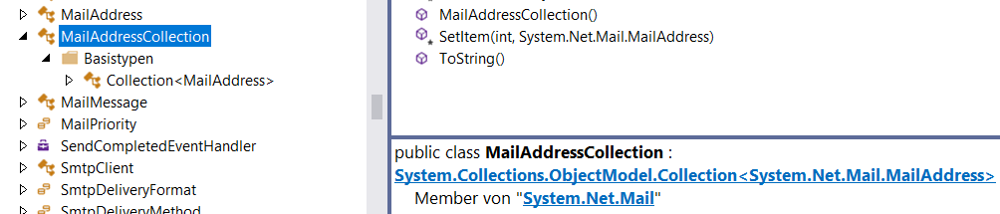 MailAddress
MailAddressCollection
Basistypen
Collection<MailAddress>
MailMessage
MailPriority
SendCompletedEventHandler
SmtpClient
SmtpDeliveryFormat
SmtpDeliveryMethod
MailAddressCollection()
SetItem(int, System.Net.Mail.MailAddress)
ToString()
public class MailAddressCollection :
System.Collections.ObjectModel.Collection<System.Net.Mail.MailAddress>
Member von "System.Net.Mail"